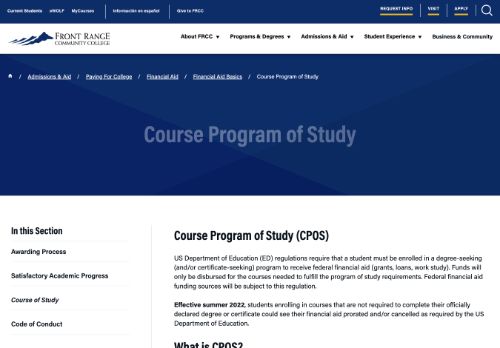 Current Students eWOLF MyCourses Información en español Give to FRCC REQUEST INFO VISIT APPLY
FRONT RANGE
COMMUNITY COLLEGE
About FRCC Programs & Degrees Admissions & Aid Student Experience Business & Community
/ Admissions & Aid / Paying For College / Financial Aid / Financial Aid Basics / Course Program of Study
Course Program of Study
In this Section
Awarding Process
Satisfactory Academic Progress
Course of Study
Code of Conduct
Course Program of Study (CPOS)
US Department of Education (ED) regulations require that a student must be enrolled in a degree-seeking
(and/or certificate-seeking) program to receive federal financial aid (grants, loans, work study). Funds will
only be disbursed for the courses needed to fulfill the program of study requirements. Federal financial aid
funding sources will be subject to this regulation.
Effective summer 2022, students enrolling in courses that are not required to complete their officially
declared degree or certificate could see their financial aid prorated and/or cancelled as required by the US
Department of Education.
What is CPOS?